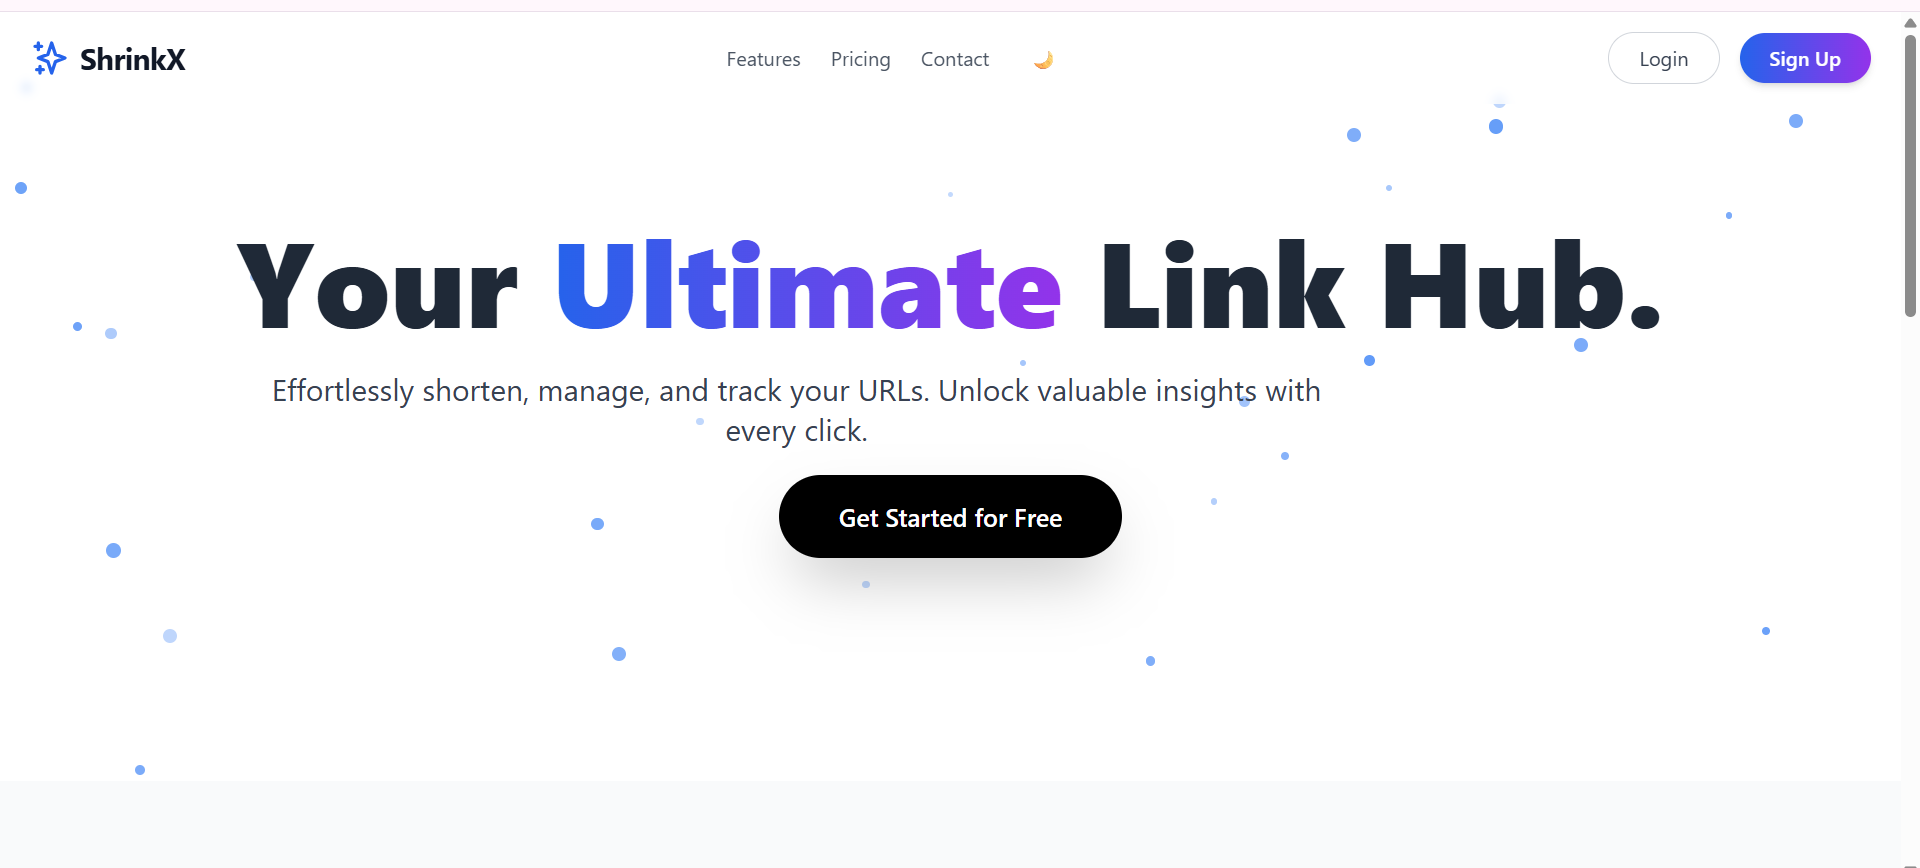 ShrinkX
Features Pricing Contact
Login
Sign Up
Your Ultimate Link Hub.
Effortlessly shorten, manage, and track your URLs. Unlock valuable insights with
every click.
Get Started for Free